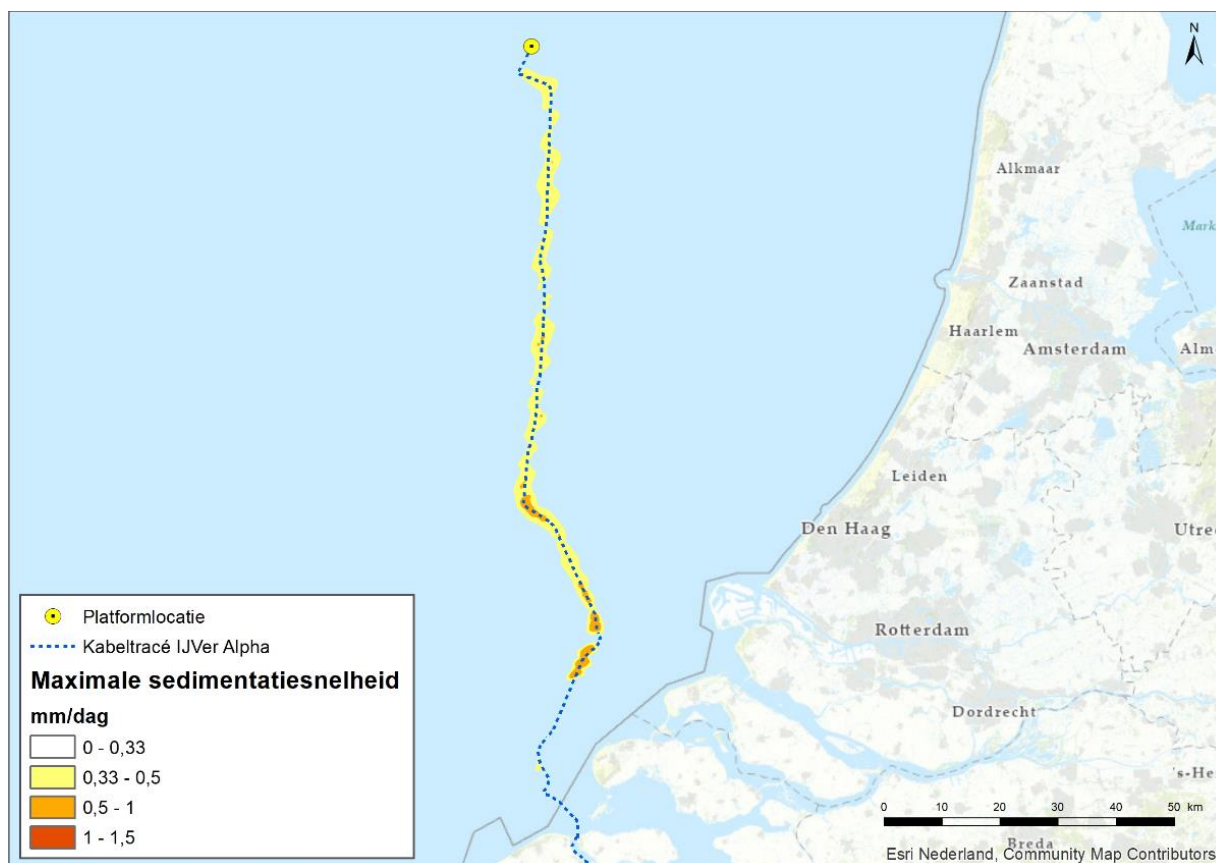 N
Alkmaar
Mark
Zaanstad
Haarlem
Amsterdam
Alm
Leiden
Den Haag
Utre
Rotterdam
Dordrecht
's-He
Breda
Platformlocatie
Kabeltracé IJVer Alpha
Maximale sedimentatiesnelheid
mm/dag
0 - 0,33
0,33 - 0,5
0,5 - 1
1 - 1,5
0 10 20 30 40 50 km
Esri Nederland, Community Map Contributors